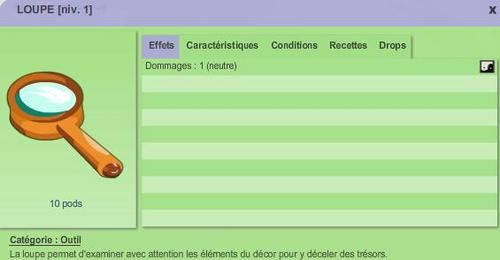 LOUPE [niv. 1] x
Effets Caractéristiques Conditions Recettes Drops
Dommages : 1 (neutre)
10 pods
Catégorie : Outil
La loupe permet d'examiner avec attention les éléments du décor pour y déceler des trésors.